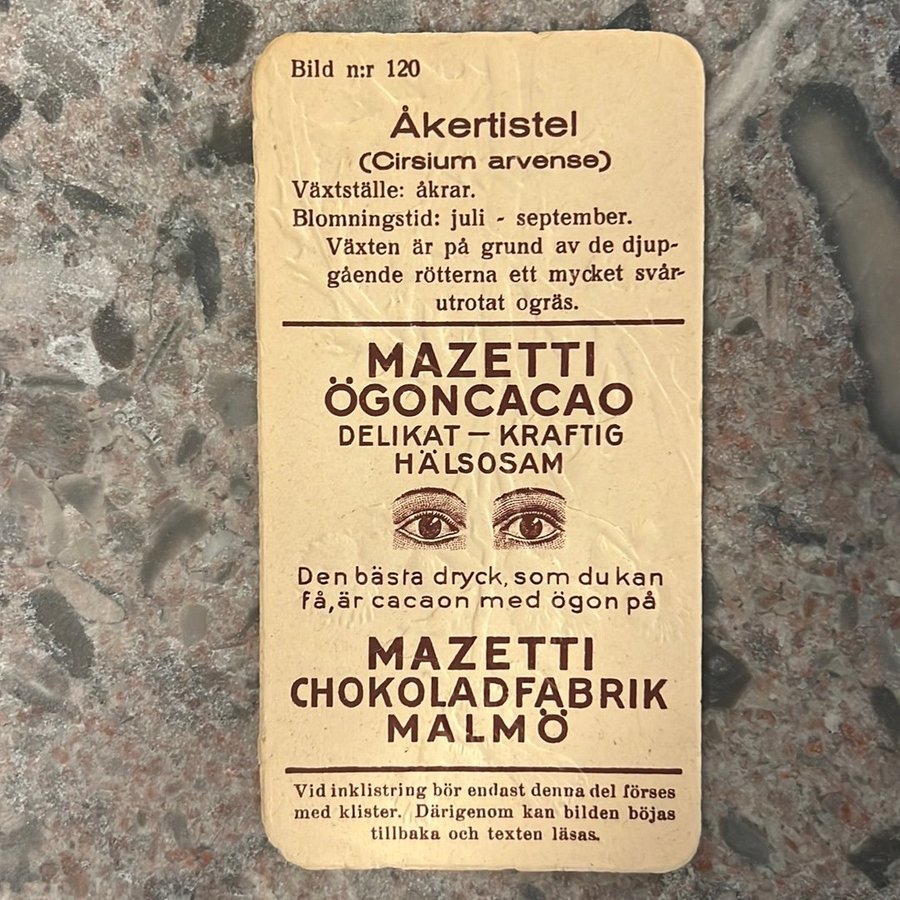 Bild n:r 120
Åkertistel
(Cirsium arvense)
Växtställe: åkrar.
Blomningstid: juli - september.
Växten är på grund av de djup-
gående rötterna ett mycket svår-
utrotat ogräs.
MAZETTI
ÖGONCACAO
DELIKAT — KRAFTIG
HÄLSOSAM
Den bästa dryck, som du kan
få, är cacaon med ögon på
MAZETTI
CHOKOLADFABRIK
MALMÖ
Vid inklistring bör endast denna del förses
med klister. Därigenom kan bilden böjas
tillbaka och texten läsas.